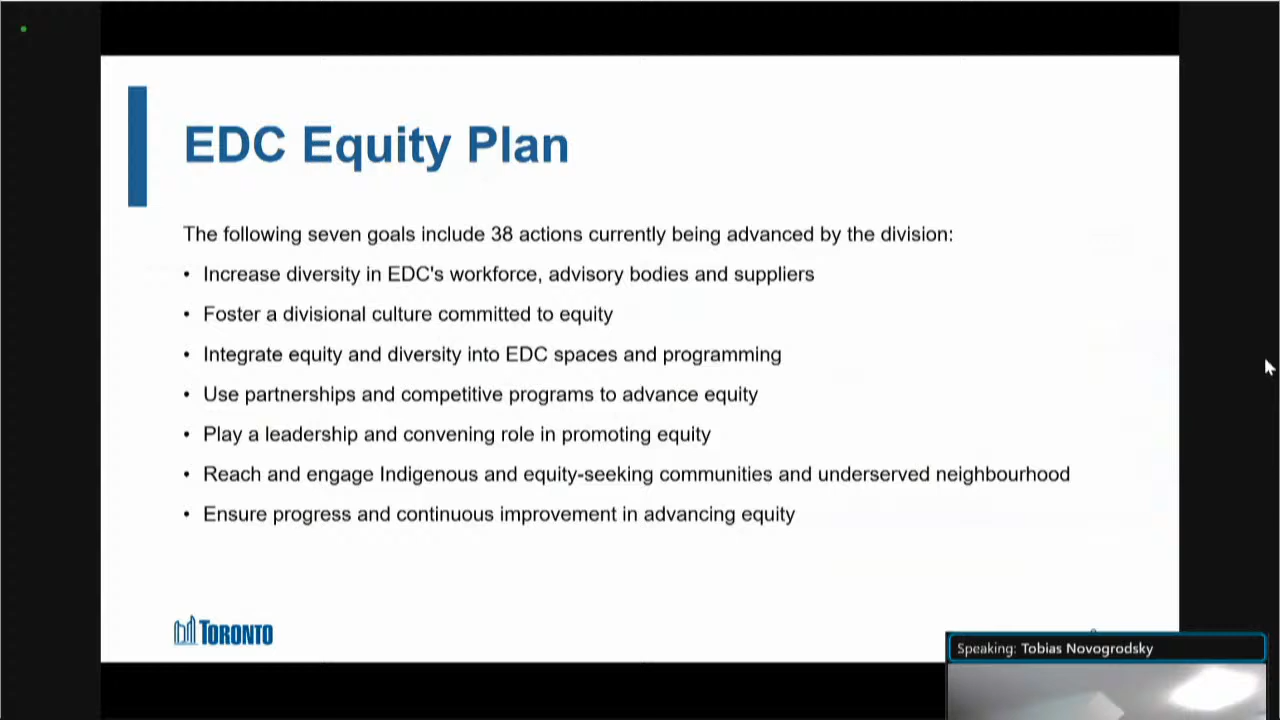 EDC Equity Plan
The following seven goals include 38 actions currently being advanced by the division:
• Increase diversity in EDC's workforce, advisory bodies and suppliers
• Foster a divisional culture committed to equity
• Integrate equity and diversity into EDC spaces and programming
• Use partnerships and competitive programs to advance equity
• Play a leadership and convening role in promoting equity
• Reach and engage Indigenous and equity-seeking communities and underserved neighbourhood
• Ensure progress and continuous improvement in advancing equity
TORONTO
Speaking: Tobias Novogrodsky